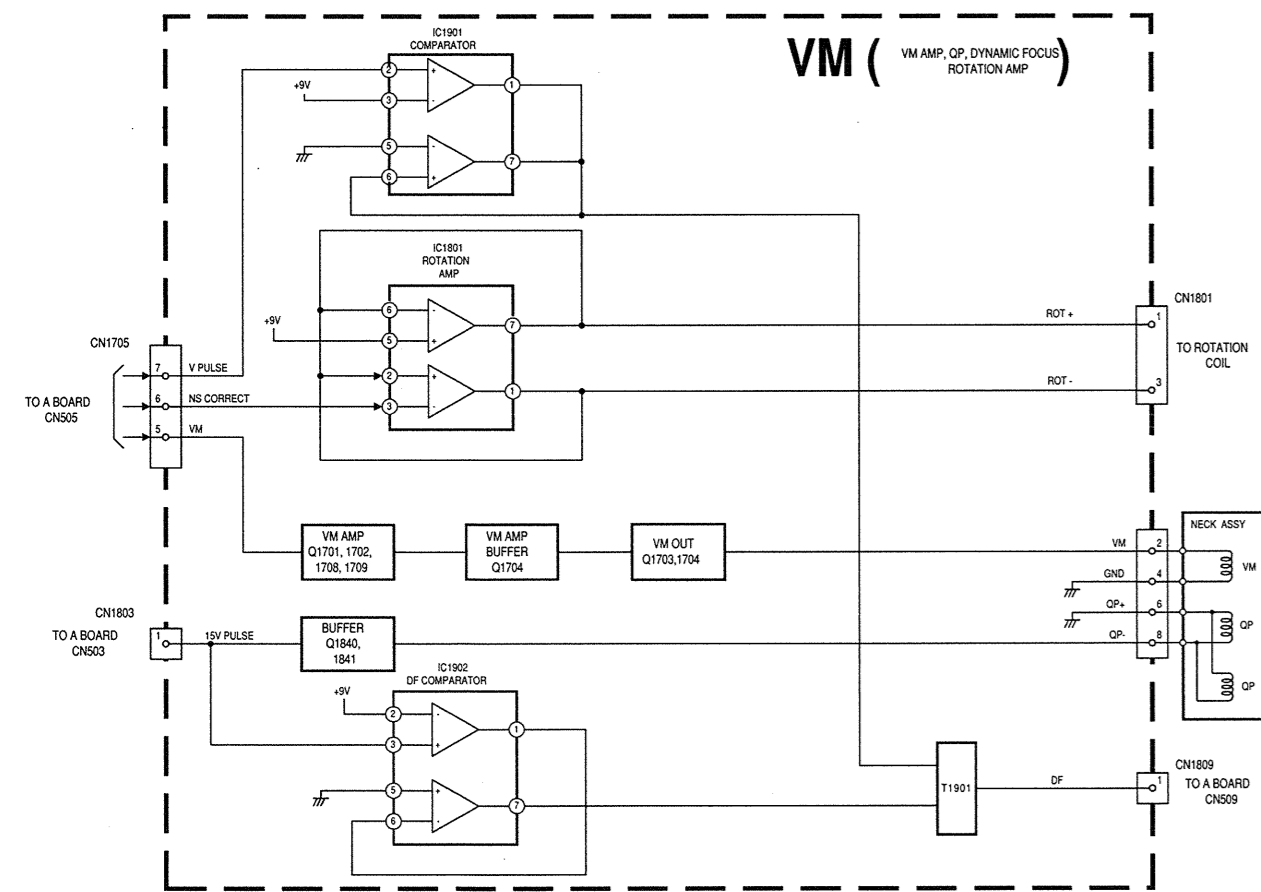 VM ( VM AMP, QP, DYNAMIC FOCUS
ROTATION AMP )
IC1901
COMPARATOR
2
+
1
+9V
3
-
5
-
7
6
+
IC1801
ROTATION
AMP
6
-
7
+9V
5
+
2
+
1
3
-
CN1705
7
V PULSE
6
NS CORRECT
5
VM
TO A BOARD
CN505
ROT +
ROT -
CN1801
1
3
TO ROTATION
COIL
VM AMP
Q1701, 1702,
1708, 1709
VM AMP
BUFFER
Q1704
VM OUT
Q1703,1704
VM
2
GND
4
QP+
6
QP-
8
NECK ASSY
VM
QP
QP
CN1803
TO A BOARD
CN503
1
15V PULSE
BUFFER
Q1840,
1841
IC1902
DF COMPARATOR
+9V
2
-
1
3
+
5
+
7
6
-
T1901
DF
CN1809
1
TO A BOARD
CN509